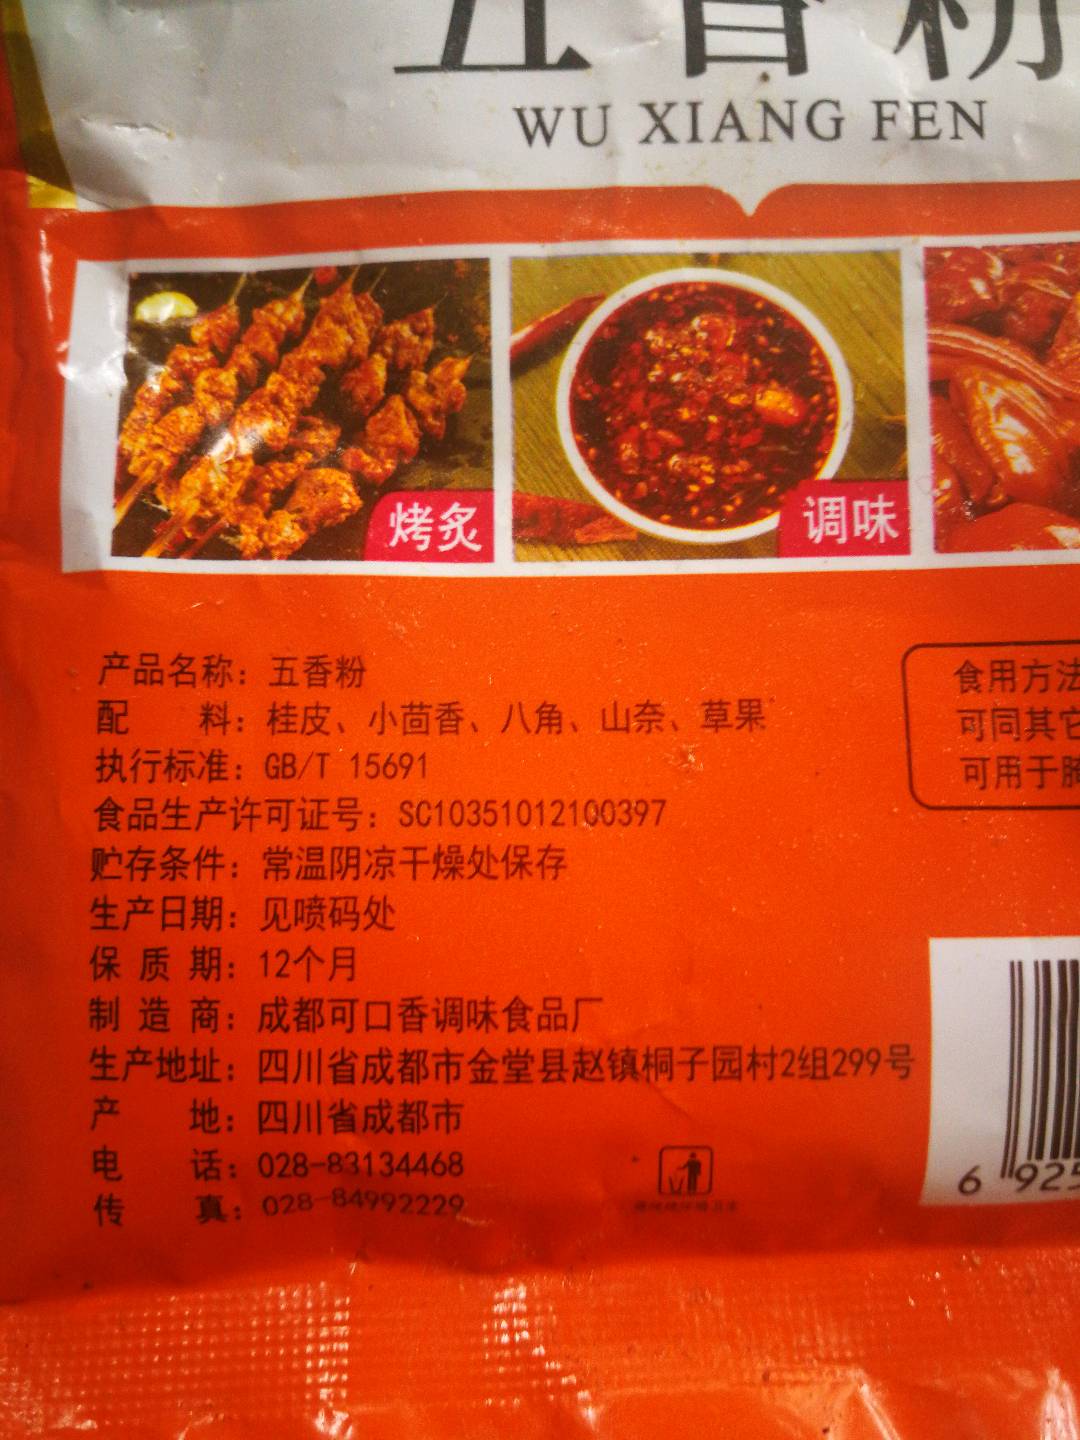 五香粉
WU XIANG FEN
烤炙
调味
产品名称：五香粉
配 料：桂皮、小茴香、八角、山奈、草果
执行标准：GB/T 15691
食品生产许可证号：SC10351012100397
贮存条件：常温阴凉干燥处保存
生产日期：见喷码处
保 质 期：12个月
制 造 商：成都可口香调味食品厂
生产地址：四川省成都市金堂县赵镇桐子园村2组299号
产 地：四川省成都市
电 话：028-83134468
传 真：028-84992229
食用方法
可同其它
可用于腌
6 925